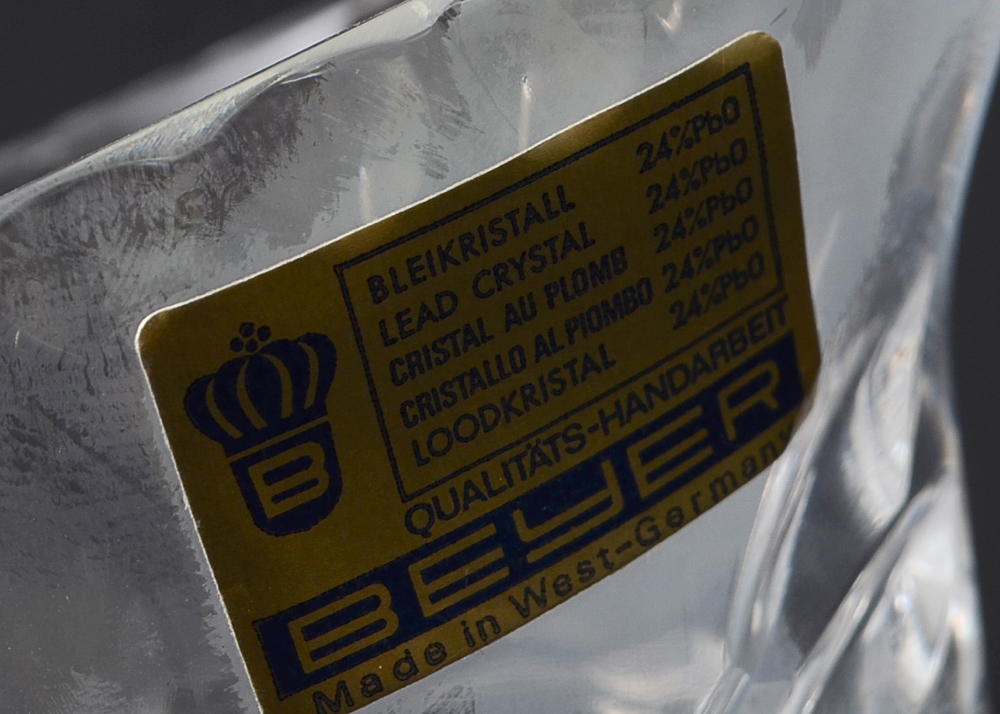 BLEIKRISTALL 24%PbO
LEAD CRYSTAL 24%PbO
CRISTAL AU PLOMB 24%PbO
CRISTALLO AL PIOMBO 24%PbO
LOODKRISTAL 24%PbO
B
QUALITÄTS-HANDARBEIT
BEYER
Made in West-Germany